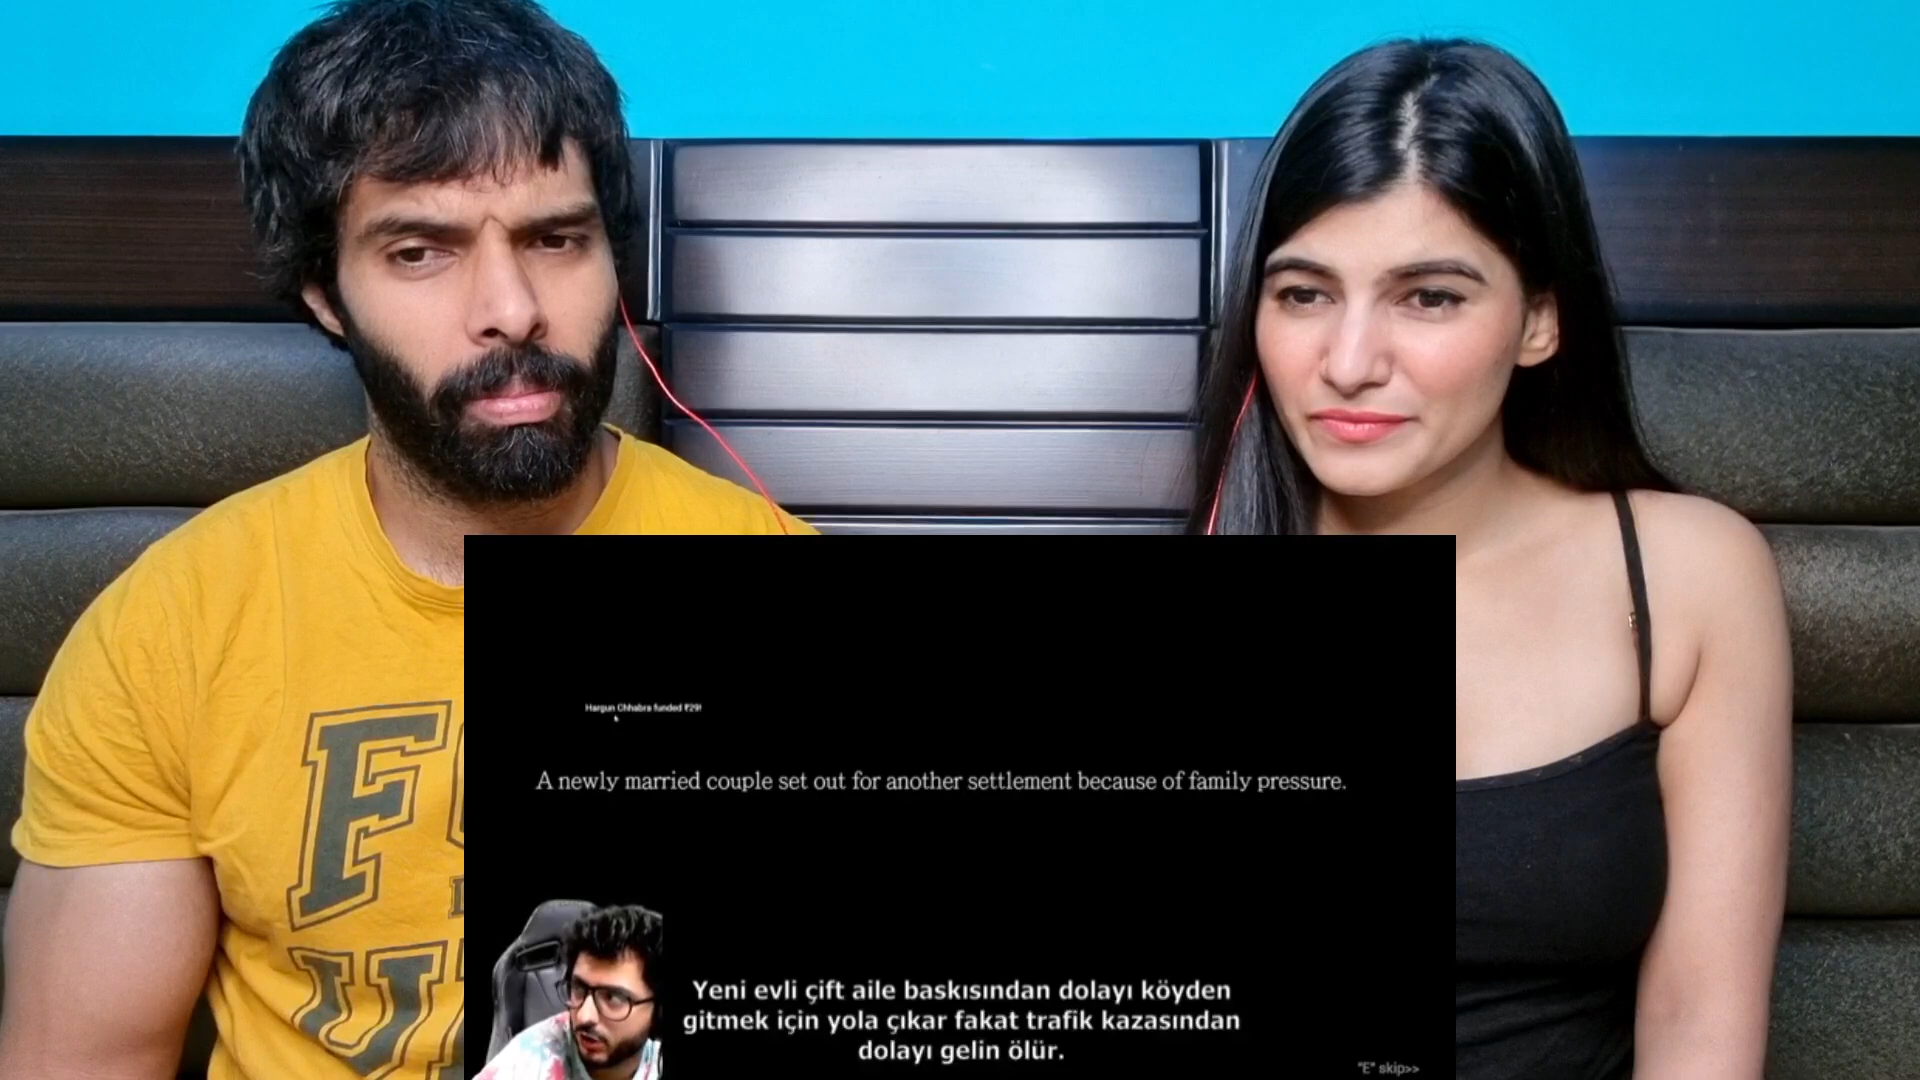 Hargun Chhabra funded ₹29!
A newly married couple set out for another settlement because of family pressure.
Yeni evli çift aile baskısından dolayı köyden
gitmek için yola çıkar fakat trafik kazasından
dolayı gelin ölür.
"E" skip>>